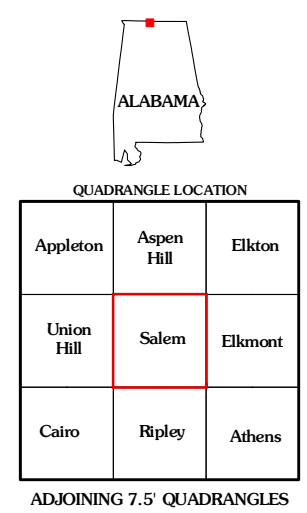 ALABAMA
QUADRANGLE LOCATION
Appleton
Aspen
Hill
Elkton
Union
Hill
Salem
Elkmont
Cairo
Ripley
Athens
ADJOINING 7.5' QUADRANGLES